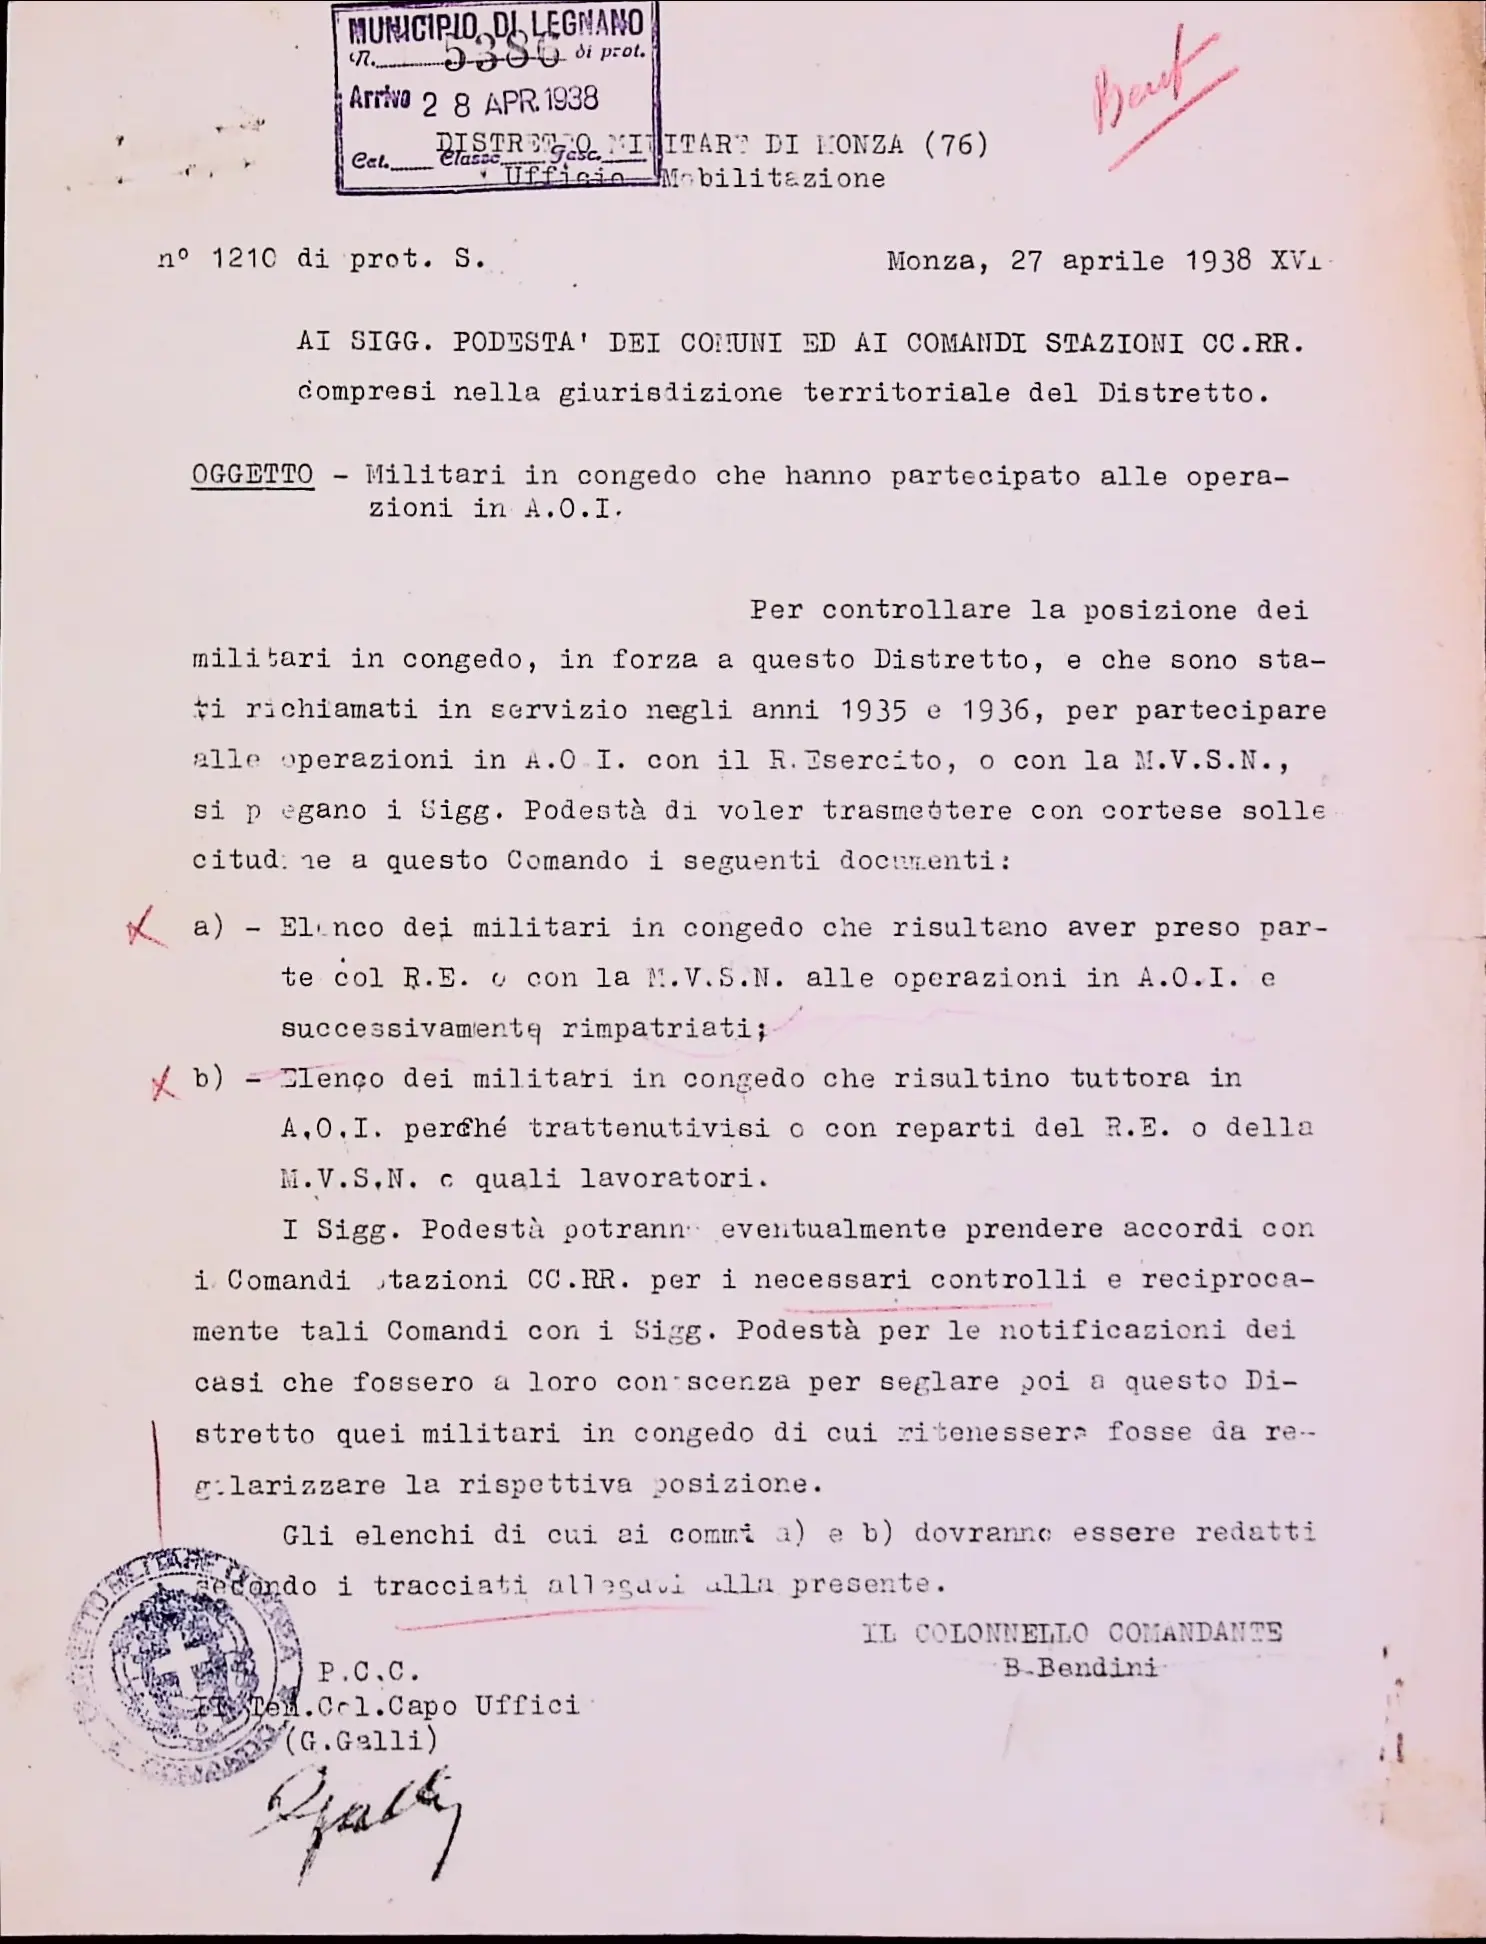 MUNICIPIO DI LEGNANO
N. 5386 di prot.
Arrivo 28 APR. 1938
Cat. Classe Fasc.
DISTRETTO MILITARE DI MONZA (76)
Ufficio Mobilitazione
nº 1210 di prot. S. Monza, 27 aprile 1938 XVI
AI SIGG. PODESTA' DEI COMUNI ED AI COMANDI STAZIONI CC.RR.
compresi nella giurisdizione territoriale del Distretto.
OGGETTO - Militari in congedo che hanno partecipato alle opera-
zioni in A.O.I.
Per controllare la posizione dei
militari in congedo, in forza a questo Distretto, e che sono sta-
ti richiamati in servizio negli anni 1935 e 1936, per partecipare
alle operazioni in A.O.I. con il R.Esercito, o con la M.V.S.N.,
si pregano i Sigg. Podestà di voler trasmettere con cortese solle
citudine a questo Comando i seguenti documenti:
a) - Elenco dei militari in congedo che risultano aver preso par-
te col R.E. o con la M.V.S.N. alle operazioni in A.O.I. e
successivamente rimpatriati;
b) - Elenco dei militari in congedo che risultino tuttora in
A.O.I. perché trattenutivisi o con reparti del R.E. o della
M.V.S.N. o quali lavoratori.
I Sigg. Podestà potranno eventualmente prendere accordi con
i Comandi Stazioni CC.RR. per i necessari controlli e reciproca-
mente tali Comandi con i Sigg. Podestà per le notificazioni dei
casi che fossero a loro conoscenza per seglare poi a questo Di-
stretto quei militari in congedo di cui ritenessero fosse da re-
golarizzare la rispettiva posizione.
Gli elenchi di cui ai commi a) e b) dovranno essere redatti
secondo i tracciati allegati alla presente.
IL COLONNELLO COMANDANTE
B.Bendini
P.C.C.
Il Ten.Col.Capo Uffici
(G.Galli)